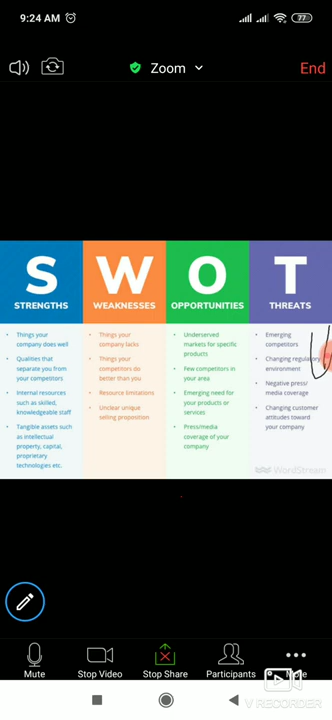 9:24 AM
77
Zoom
End
S
STRENGTHS
Things your
company does well
Qualities that
separate you from
your competitors
Internal resources
such as skilled,
knowledgeable staff
Tangible assets such
as intellectual
property, capital,
proprietary
technologies etc.
W
WEAKNESSES
Things your
company lacks
Things your
competitors do
better than you
Resource limitations
Unclear unique
selling proposition
O
OPPORTUNITIES
Underserved
markets for specific
products
Few competitors in
your area
Emerging need for
your products or
services
Press/media
coverage of your
company
T
THREATS
Emerging
competitors
Changing regulatory
environment
Negative press/
media coverage
Changing customer
attitudes toward
your company
WordStream
Mute
Stop Video
Stop Share
Participants
More
V RECORDER